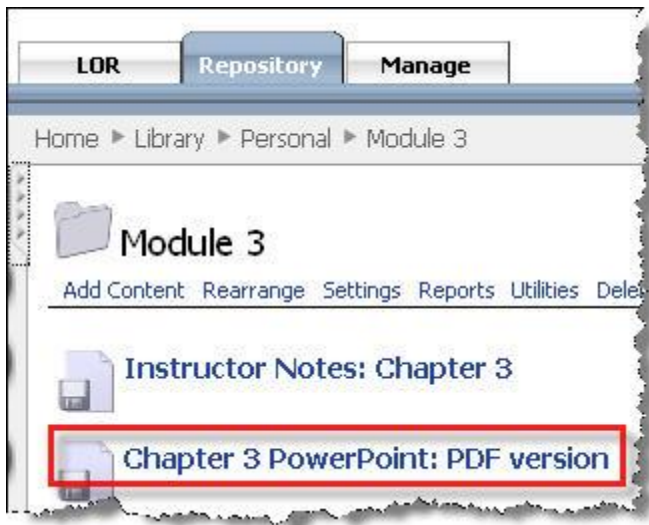 LOR Repository Manage
Home ▶ Library ▶ Personal ▶ Module 3
Module 3
Add Content Rearrange Settings Reports Utilities
Instructor Notes: Chapter 3
Chapter 3 PowerPoint: PDF version